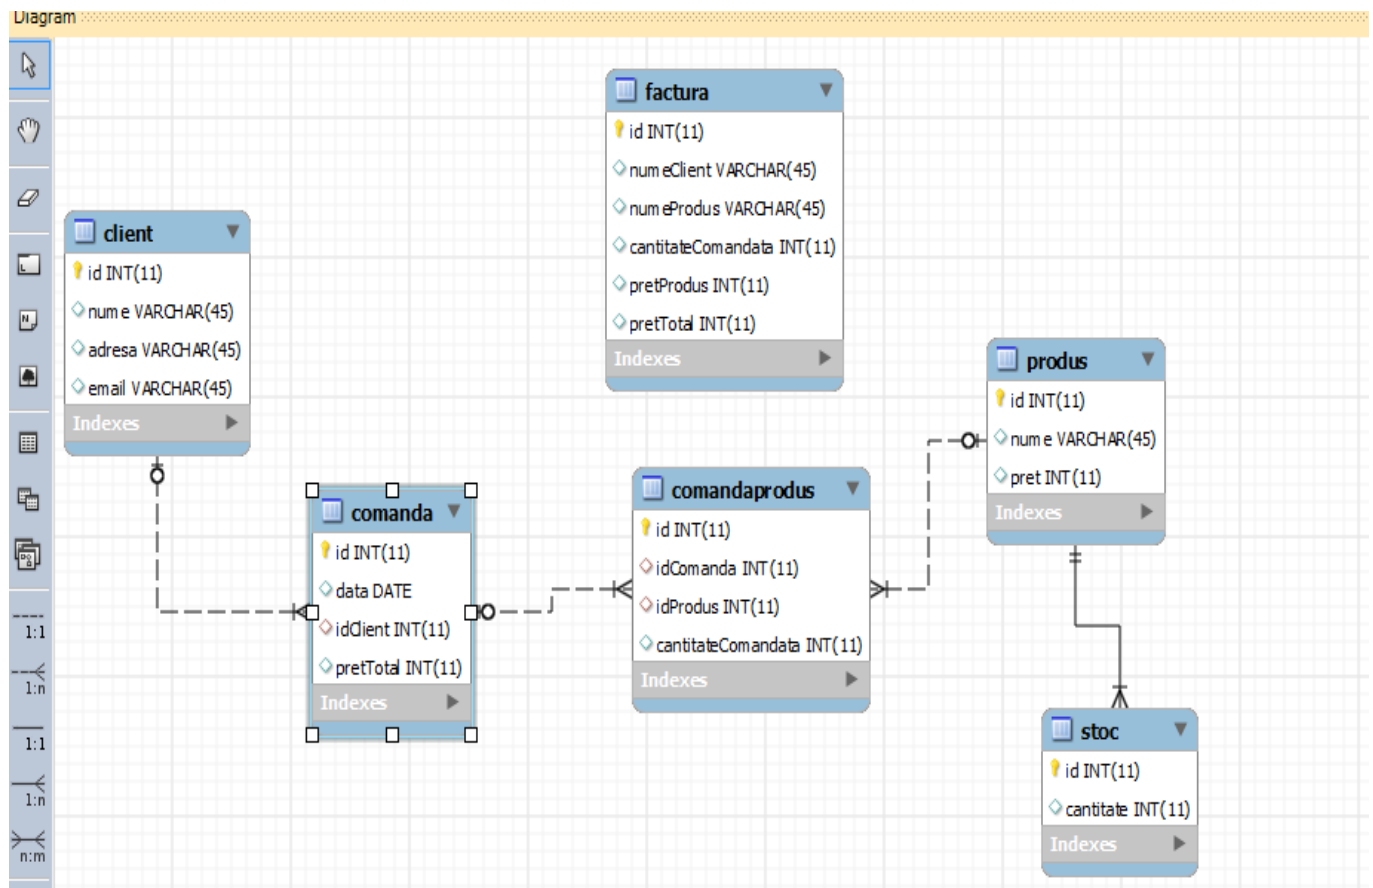 Diagram
factura
id INT(11)
numeClient VARCHAR(45)
numeProdus VARCHAR(45)
cantitateComandata INT(11)
pretProdus INT(11)
pretTotal INT(11)
Indexes
client
id INT(11)
nume VARCHAR(45)
adresa VARCHAR(45)
email VARCHAR(45)
Indexes
produs
id INT(11)
nume VARCHAR(45)
pret INT(11)
Indexes
comanda
id INT(11)
data DATE
idClient INT(11)
pretTotal INT(11)
Indexes
comandaprodus
id INT(11)
idComanda INT(11)
idProdus INT(11)
cantitateComandata INT(11)
Indexes
stoc
id INT(11)
cantitate INT(11)
Indexes
1:1
1:n
1:1
1:n
n:m